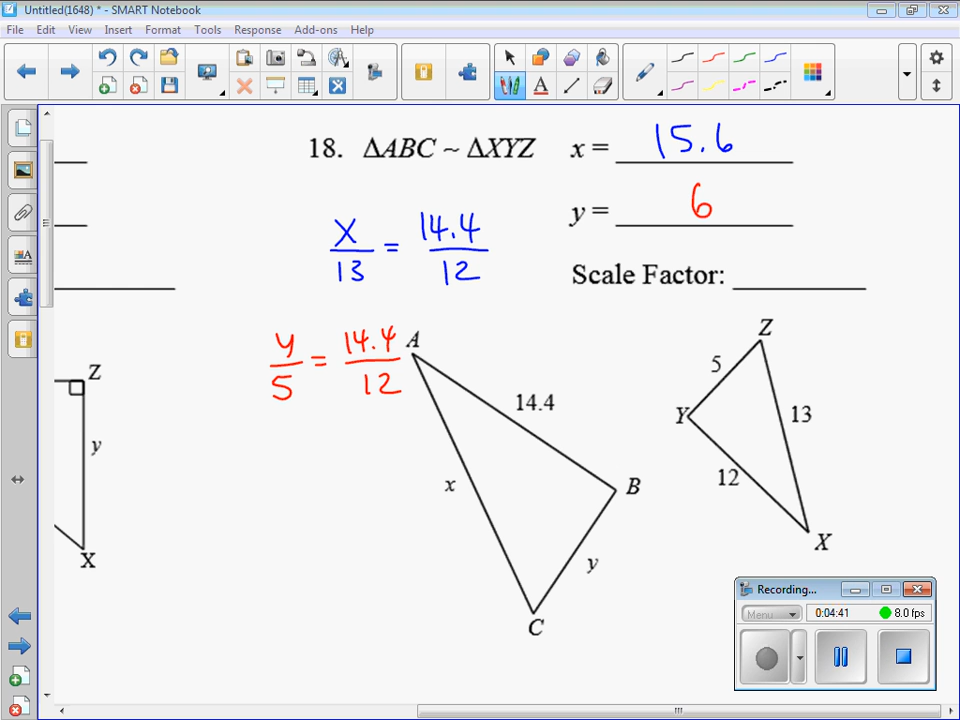 Untitled(1648) * - SMART Notebook
File Edit View Insert Format Tools Response Add-ons Help
18. ΔABC ~ ΔXYZ x = 15.6
y = 6
x/13 = 14.4/12
Scale Factor:
y/5 = 14.4/12
A
14.4
x
B
y
C
Z
5
Y
13
12
X
Z
y
X
Recording...
Menu
0:04:41
8.0 fps